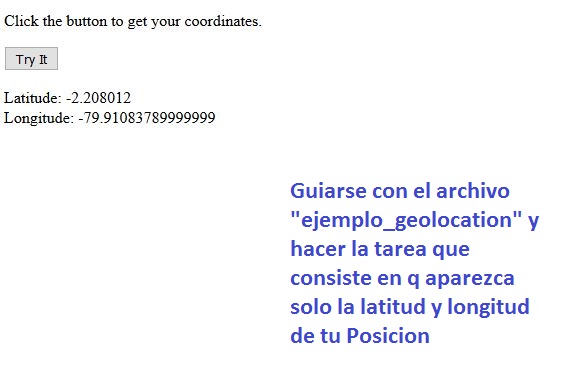 Click the button to get your coordinates.
Try It
Latitude: -2.208012
Longitude: -79.91083789999999
Guiarse con el archivo
"ejemplo_geolocation" y
hacer la tarea que
consiste en q aparezca
solo la latitud y longitud
de tu Posicion